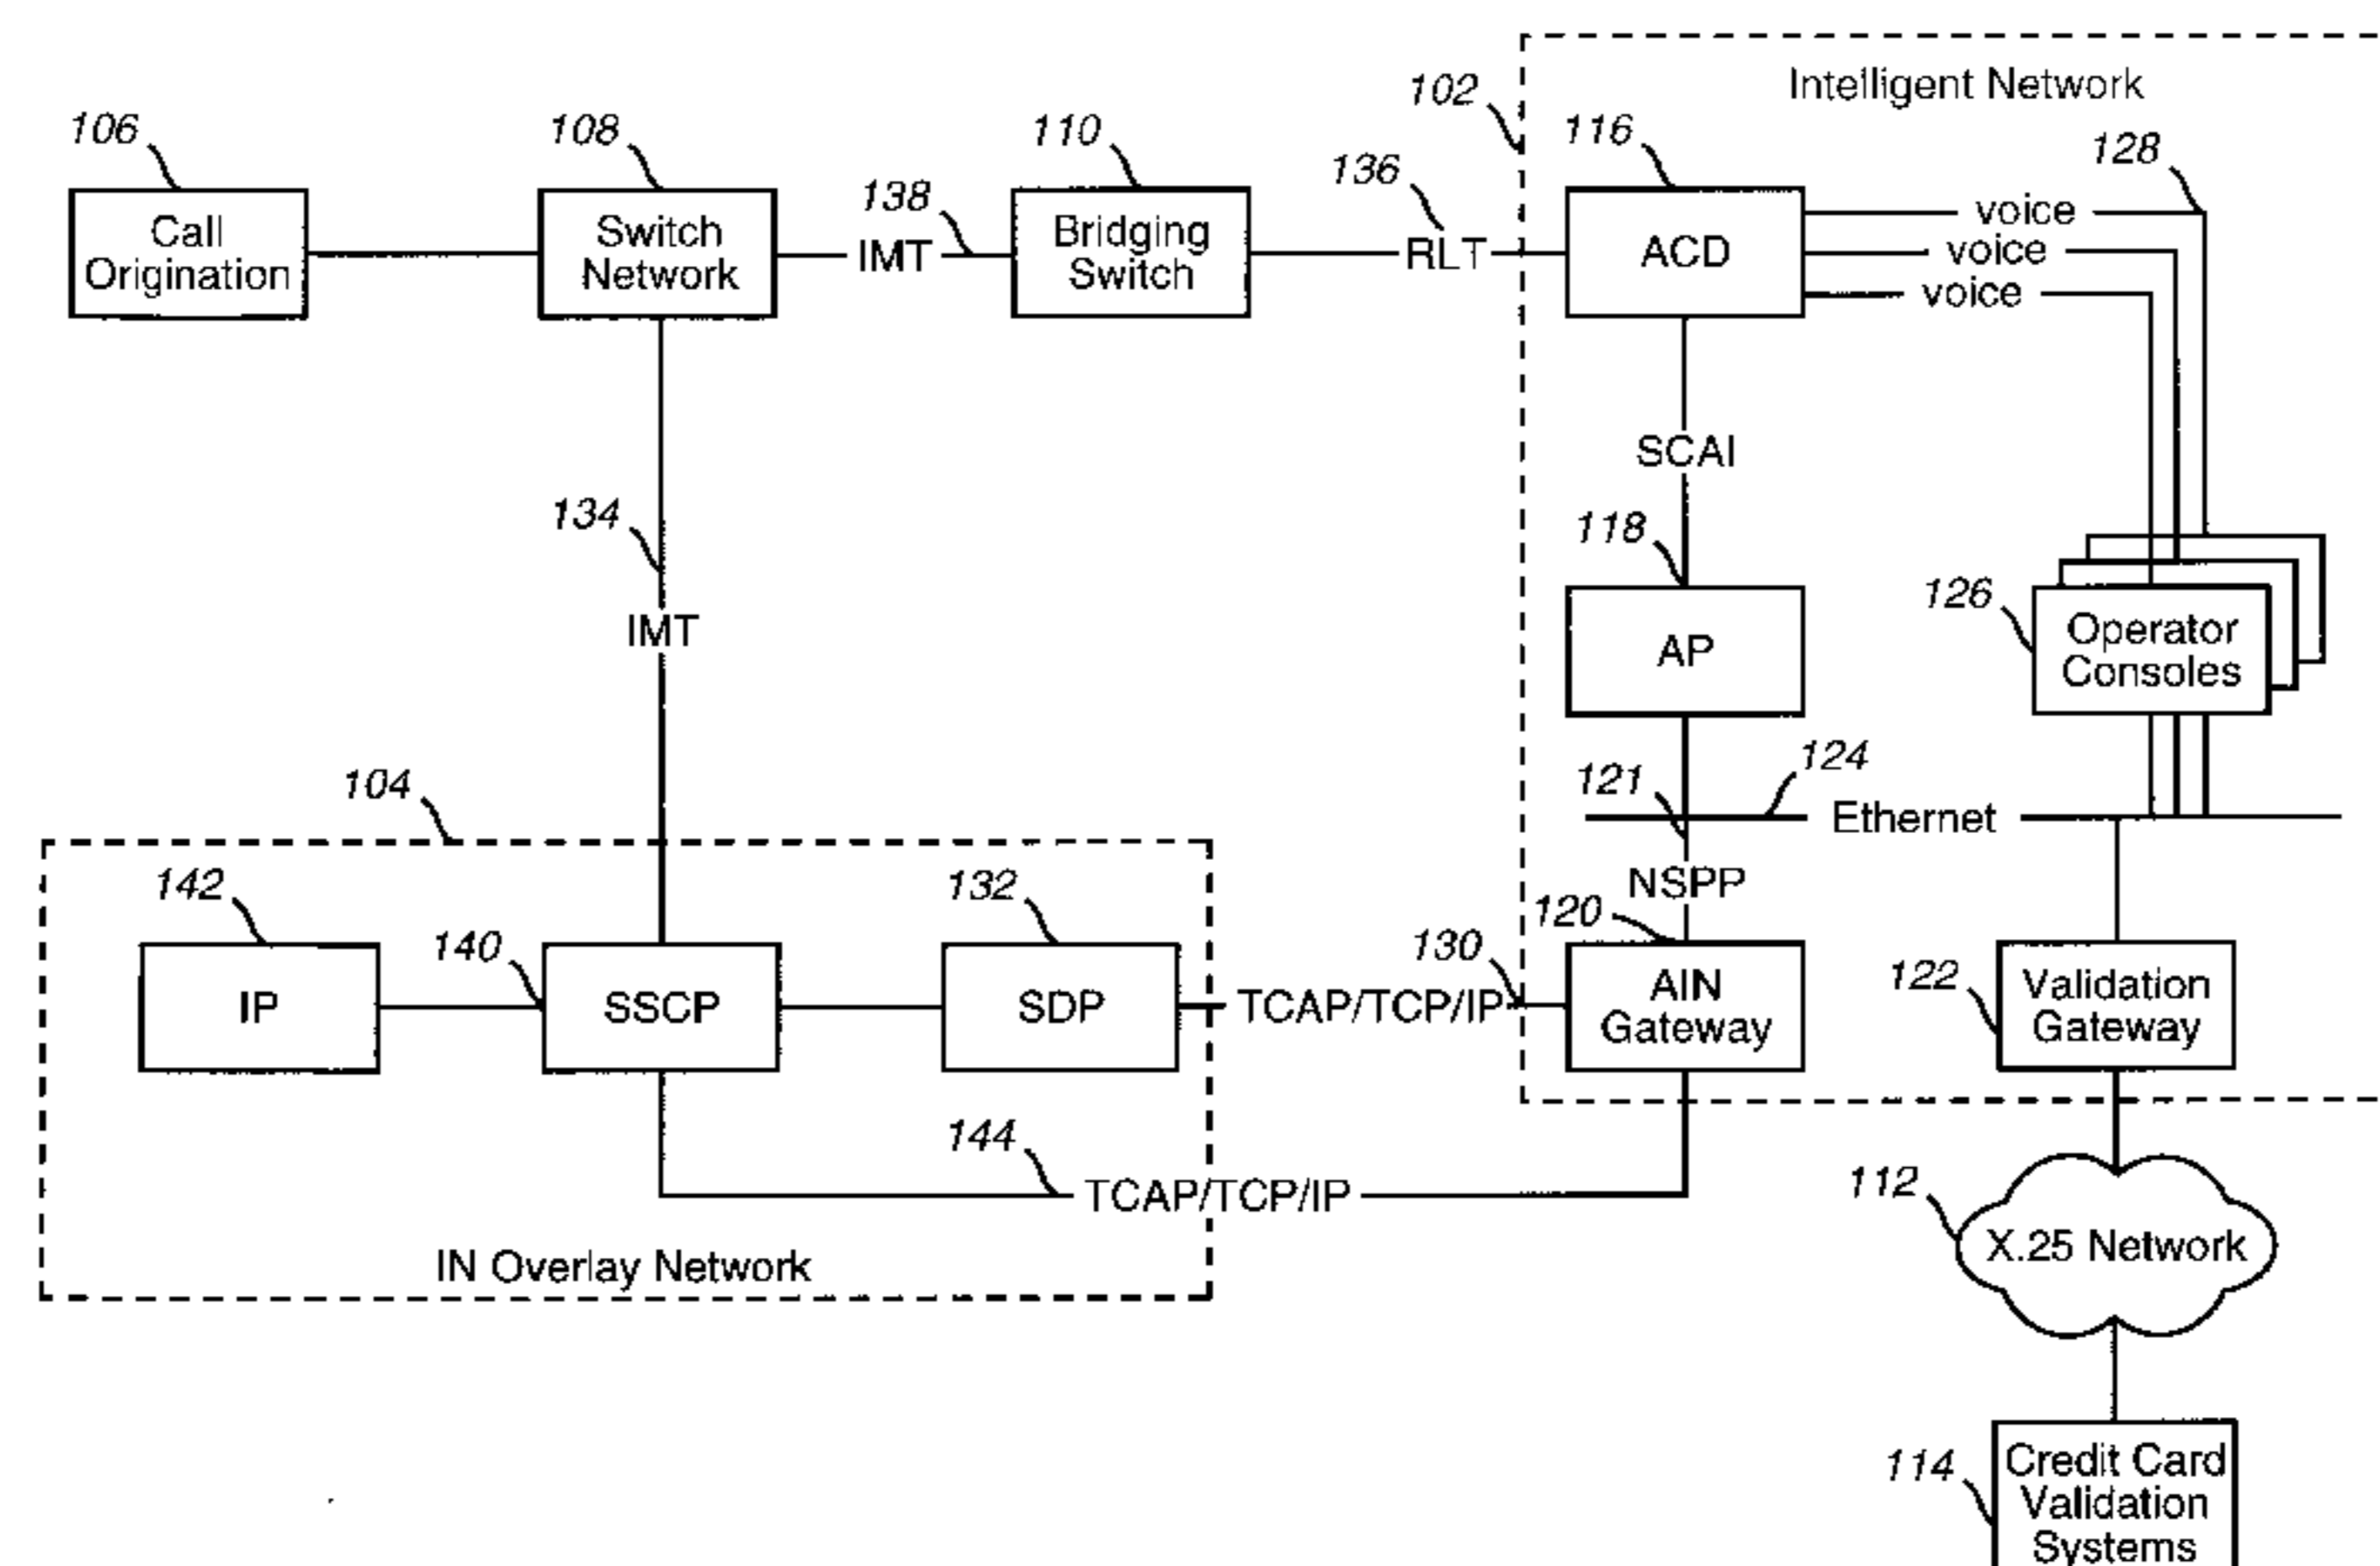 Intelligent Network
102
106
108
110
116
128
136
138
Call
Origination
Switch
Network
IMT
Bridging
Switch
RLT
ACD
voice
voice
voice
SCAI
134
118
126
IMT
AP
Operator
Consoles
104
121
124
Ethernet
142
140
132
NSPP
120
130
122
IP
SSCP
SDP
TCAP/TCP/IP
AIN
Gateway
Validation
Gateway
144
TCAP/TCP/IP
112
X.25 Network
IN Overlay Network
114
Credit Card
Validation
Systems